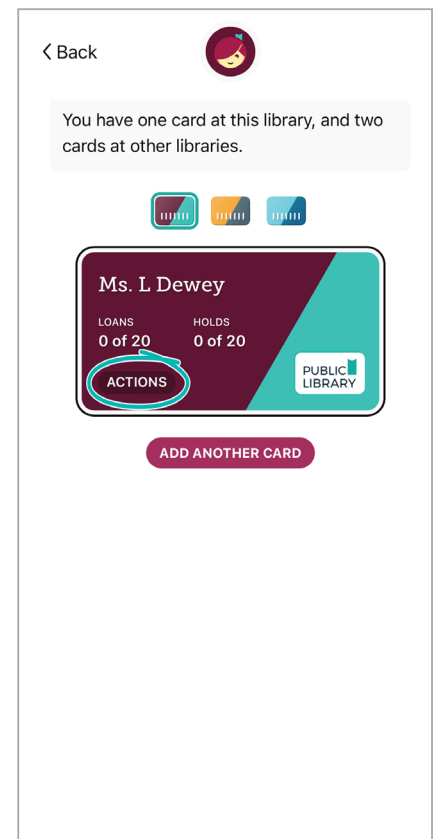 Back
You have one card at this library, and two
cards at other libraries.
Ms. L Dewey
LOANS HOLDS
0 of 20 0 of 20
ACTIONS
PUBLIC
LIBRARY
ADD ANOTHER CARD